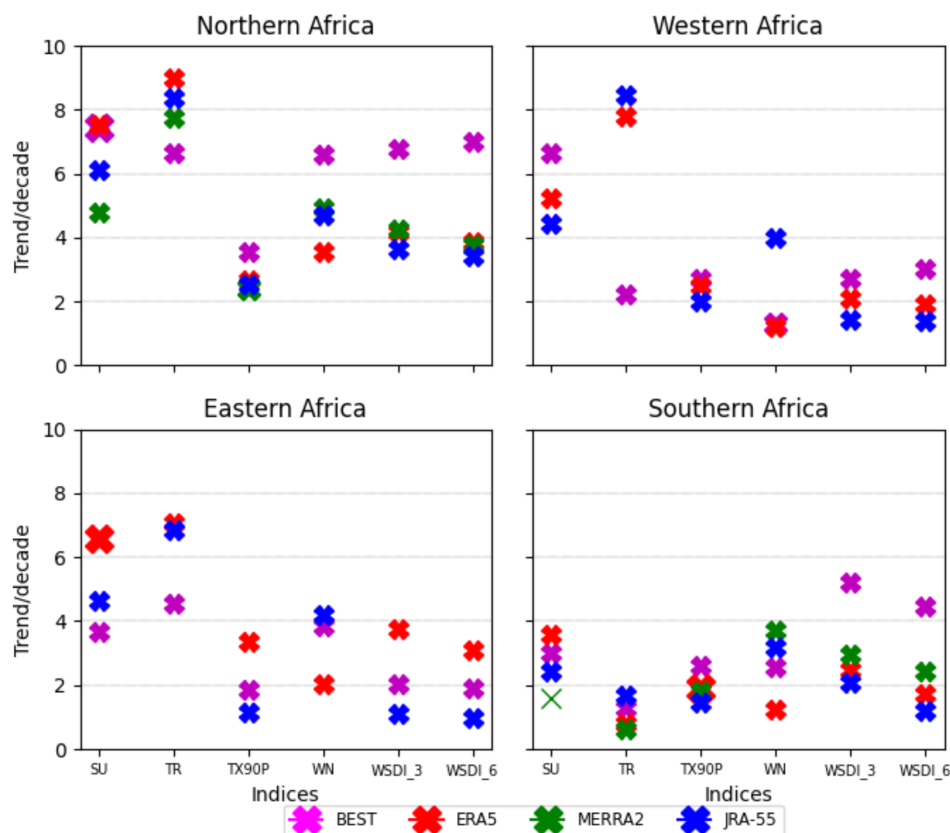 Northern Africa
Western Africa
10
8
6
4
2
0
Trend/decade
Eastern Africa
Southern Africa
10
8
6
4
2
0
Trend/decade
SU TR TX90P WN WSDI_3 WSDI_6
SU TR TX90P WN WSDI_3 WSDI_6
Indices
Indices
BEST ERA5 MERRA2 JRA-55